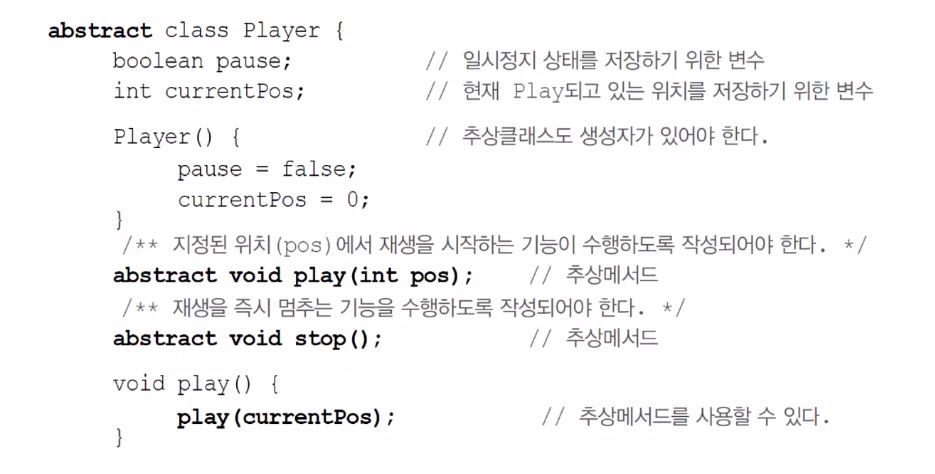 abstract class Player {
boolean pause; // 일시정지 상태를 저장하기 위한 변수
int currentPos; // 현재 Play되고 있는 위치를 저장하기 위한 변수
Player() { // 추상클래스도 생성자가 있어야 한다.
pause = false;
currentPos = 0;
}
/** 지정된 위치(pos)에서 재생을 시작하는 기능이 수행하도록 작성되어야 한다. */
abstract void play(int pos); // 추상메서드
/** 재생을 즉시 멈추는 기능을 수행하도록 작성되어야 한다. */
abstract void stop(); // 추상메서드
void play() {
play(currentPos); // 추상메서드를 사용할 수 있다.
}